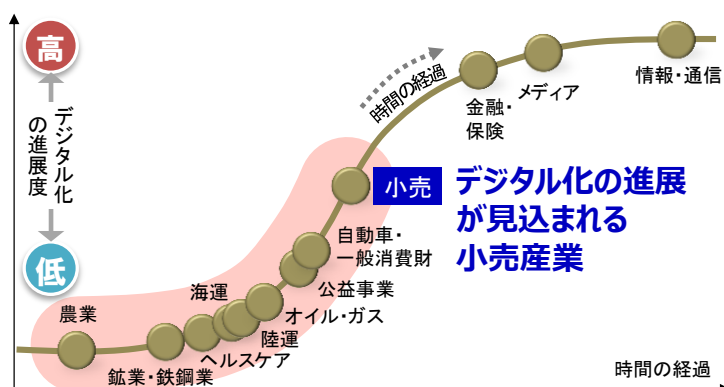 高
デジタル化
の進展度
低
時間の経過
金融・
保険
メディア
情報・通信
小売
デジタル化の進展
が見込まれる
小売産業
自動車・
一般消費財
公益事業
海運
オイル・ガス
農業
陸運
ヘルスケア
鉱業・鉄鋼業
時間の経過